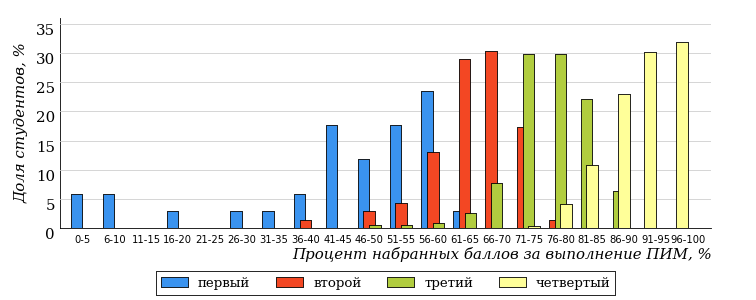 Доля студентов, %
35
30
25
20
15
10
5
0
0-5 6-10 11-15 16-20 21-25 26-30 31-35 36-40 41-45 46-50 51-55 56-60 61-65 66-70 71-75 76-80 81-85 86-90 91-95 96-100
Процент набранных баллов за выполнение ПИМ, %
первый второй третий четвертый